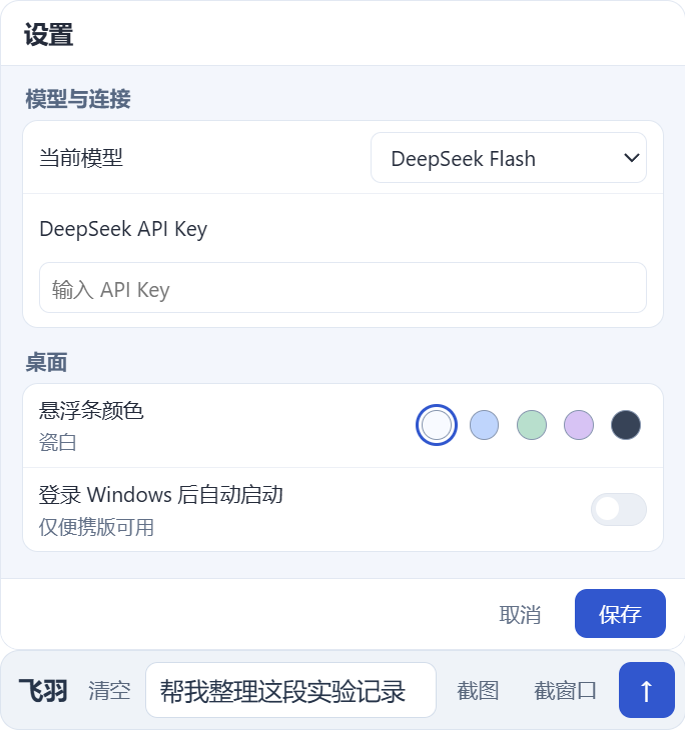 设置
模型与连接
当前模型
DeepSeek Flash
DeepSeek API Key
输入 API Key
桌面
悬浮条颜色
瓷白
登录 Windows 后自动启动
仅便携版可用
取消 保存
飞羽 清空 帮我整理这段实验记录 截图 截窗口 ↑